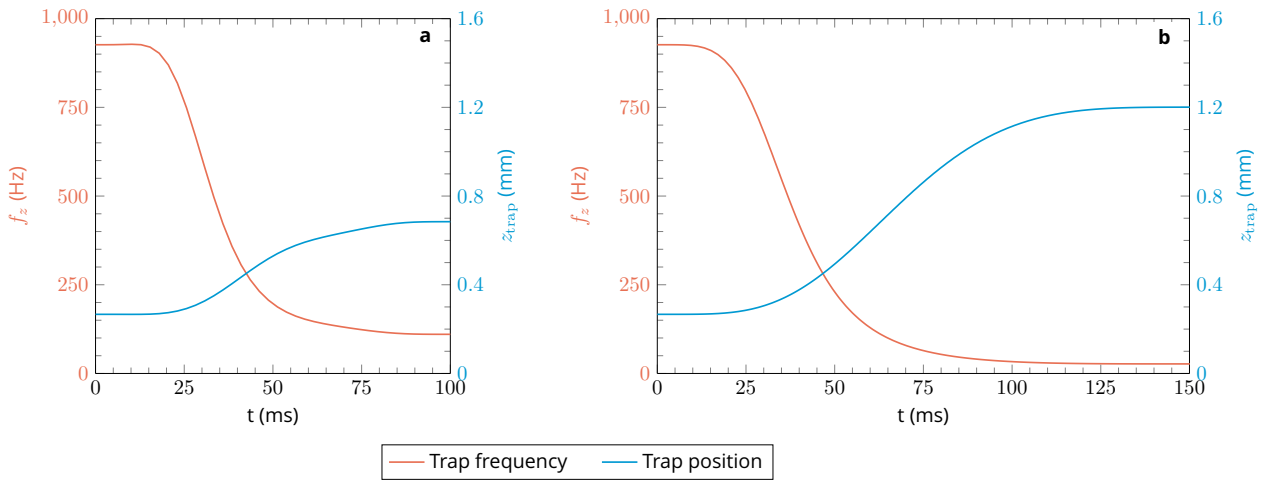 a
1,000
750
500
250
0
f_z (Hz)
1.6
1.2
0.8
0.4
0
z_trap (mm)
0 25 50 75 100
t (ms)
b
1,000
750
500
250
0
f_z (Hz)
1.6
1.2
0.8
0.4
0
z_trap (mm)
0 25 50 75 100 125 150
t (ms)
Trap frequency Trap position